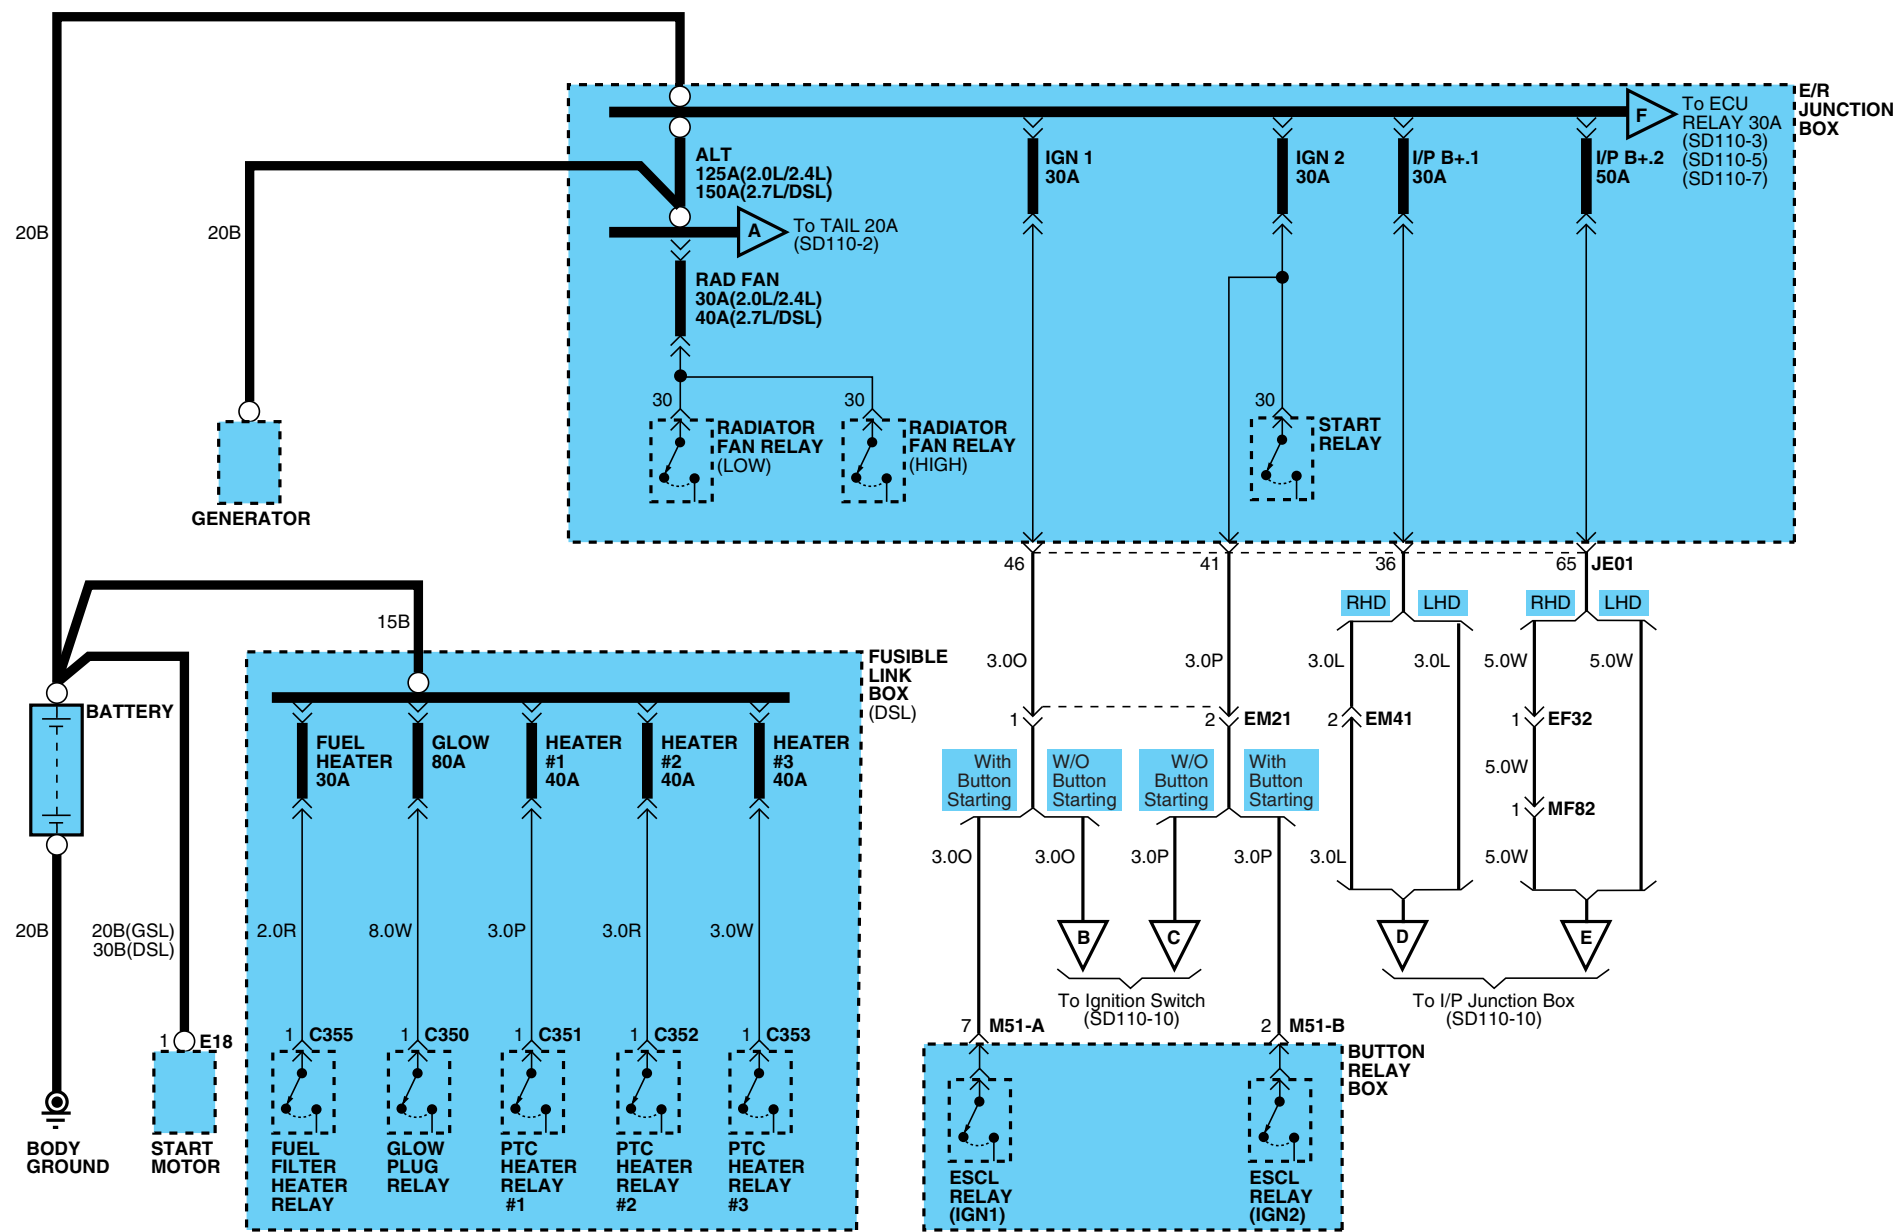 E/R
JUNCTION
BOX
To ECU
RELAY 30A
(SD110-3)
(SD110-5)
(SD110-7)
F
ALT
125A(2.0L/2.4L)
150A(2.7L/DSL)
IGN 1
30A
IGN 2
30A
I/P B+.1
30A
I/P B+.2
50A
20B
20B
A
To TAIL 20A
(SD110-2)
RAD FAN
30A(2.0L/2.4L)
40A(2.7L/DSL)
30
30
30
RADIATOR
FAN RELAY
(LOW)
RADIATOR
FAN RELAY
(HIGH)
START
RELAY
GENERATOR
46
41
36
65
JE01
RHD
LHD
RHD
LHD
15B
3.0O
3.0P
3.0L
3.0L
5.0W
5.0W
FUSIBLE
LINK
BOX
(DSL)
BATTERY
1
2
EM21
2
EM41
1
EF32
FUEL
HEATER
30A
GLOW
80A
HEATER
#1
40A
HEATER
#2
40A
HEATER
#3
40A
With
Button
Starting
W/O
Button
Starting
W/O
Button
Starting
With
Button
Starting
5.0W
1
MF82
3.0O
3.0O
3.0P
3.0P
3.0L
5.0W
20B
20B(GSL)
30B(DSL)
2.0R
8.0W
3.0P
3.0R
3.0W
B
C
D
E
To Ignition Switch
(SD110-10)
To I/P Junction Box
(SD110-10)
1
E18
1
C355
1
C350
1
C351
1
C352
1
C353
7
M51-A
2
M51-B
BUTTON
RELAY
BOX
BODY
GROUND
START
MOTOR
FUEL
FILTER
HEATER
RELAY
GLOW
PLUG
RELAY
PTC
HEATER
RELAY
#1
PTC
HEATER
RELAY
#2
PTC
HEATER
RELAY
#3
ESCL
RELAY
(IGN1)
ESCL
RELAY
(IGN2)